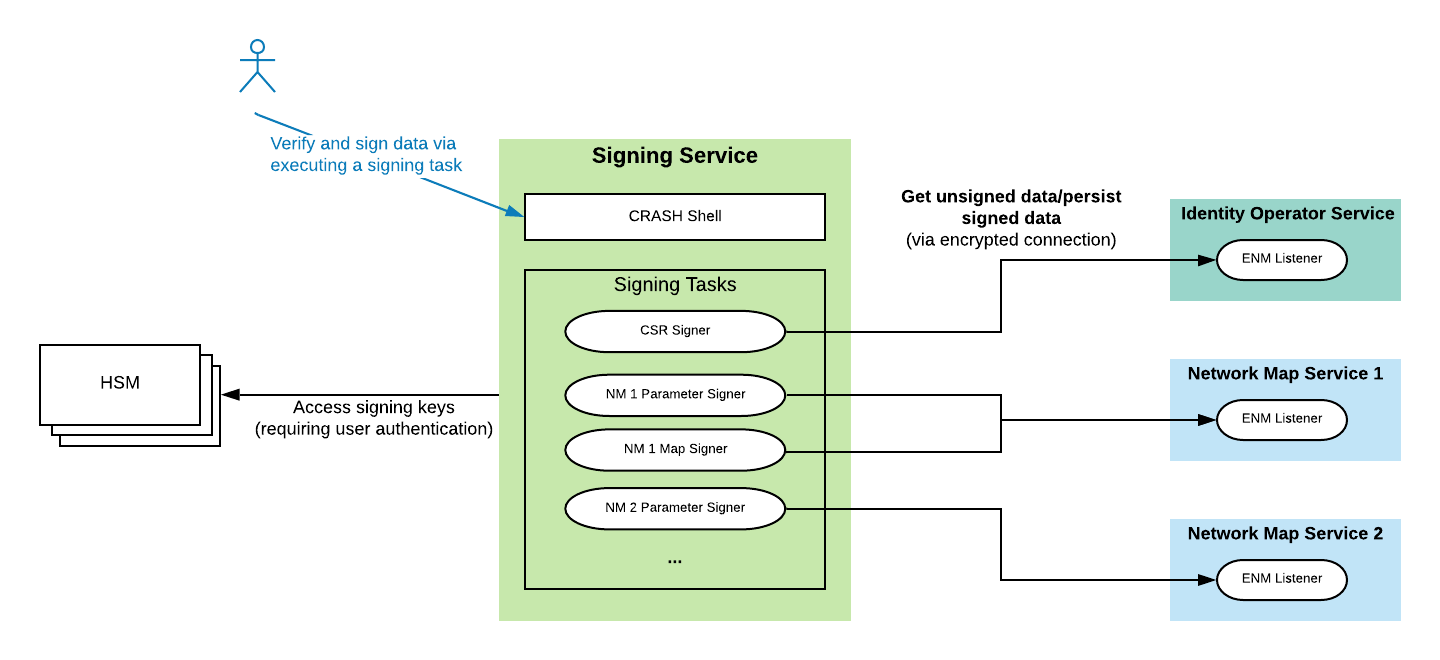 Verify and sign data via
executing a signing task
Signing Service
CRASH Shell
Signing Tasks
CSR Signer
NM 1 Parameter Signer
NM 1 Map Signer
NM 2 Parameter Signer
...
HSM
Access signing keys
(requiring user authentication)
Get unsigned data/persist
signed data
(via encrypted connection)
Identity Operator Service
ENM Listener
Network Map Service 1
ENM Listener
Network Map Service 2
ENM Listener